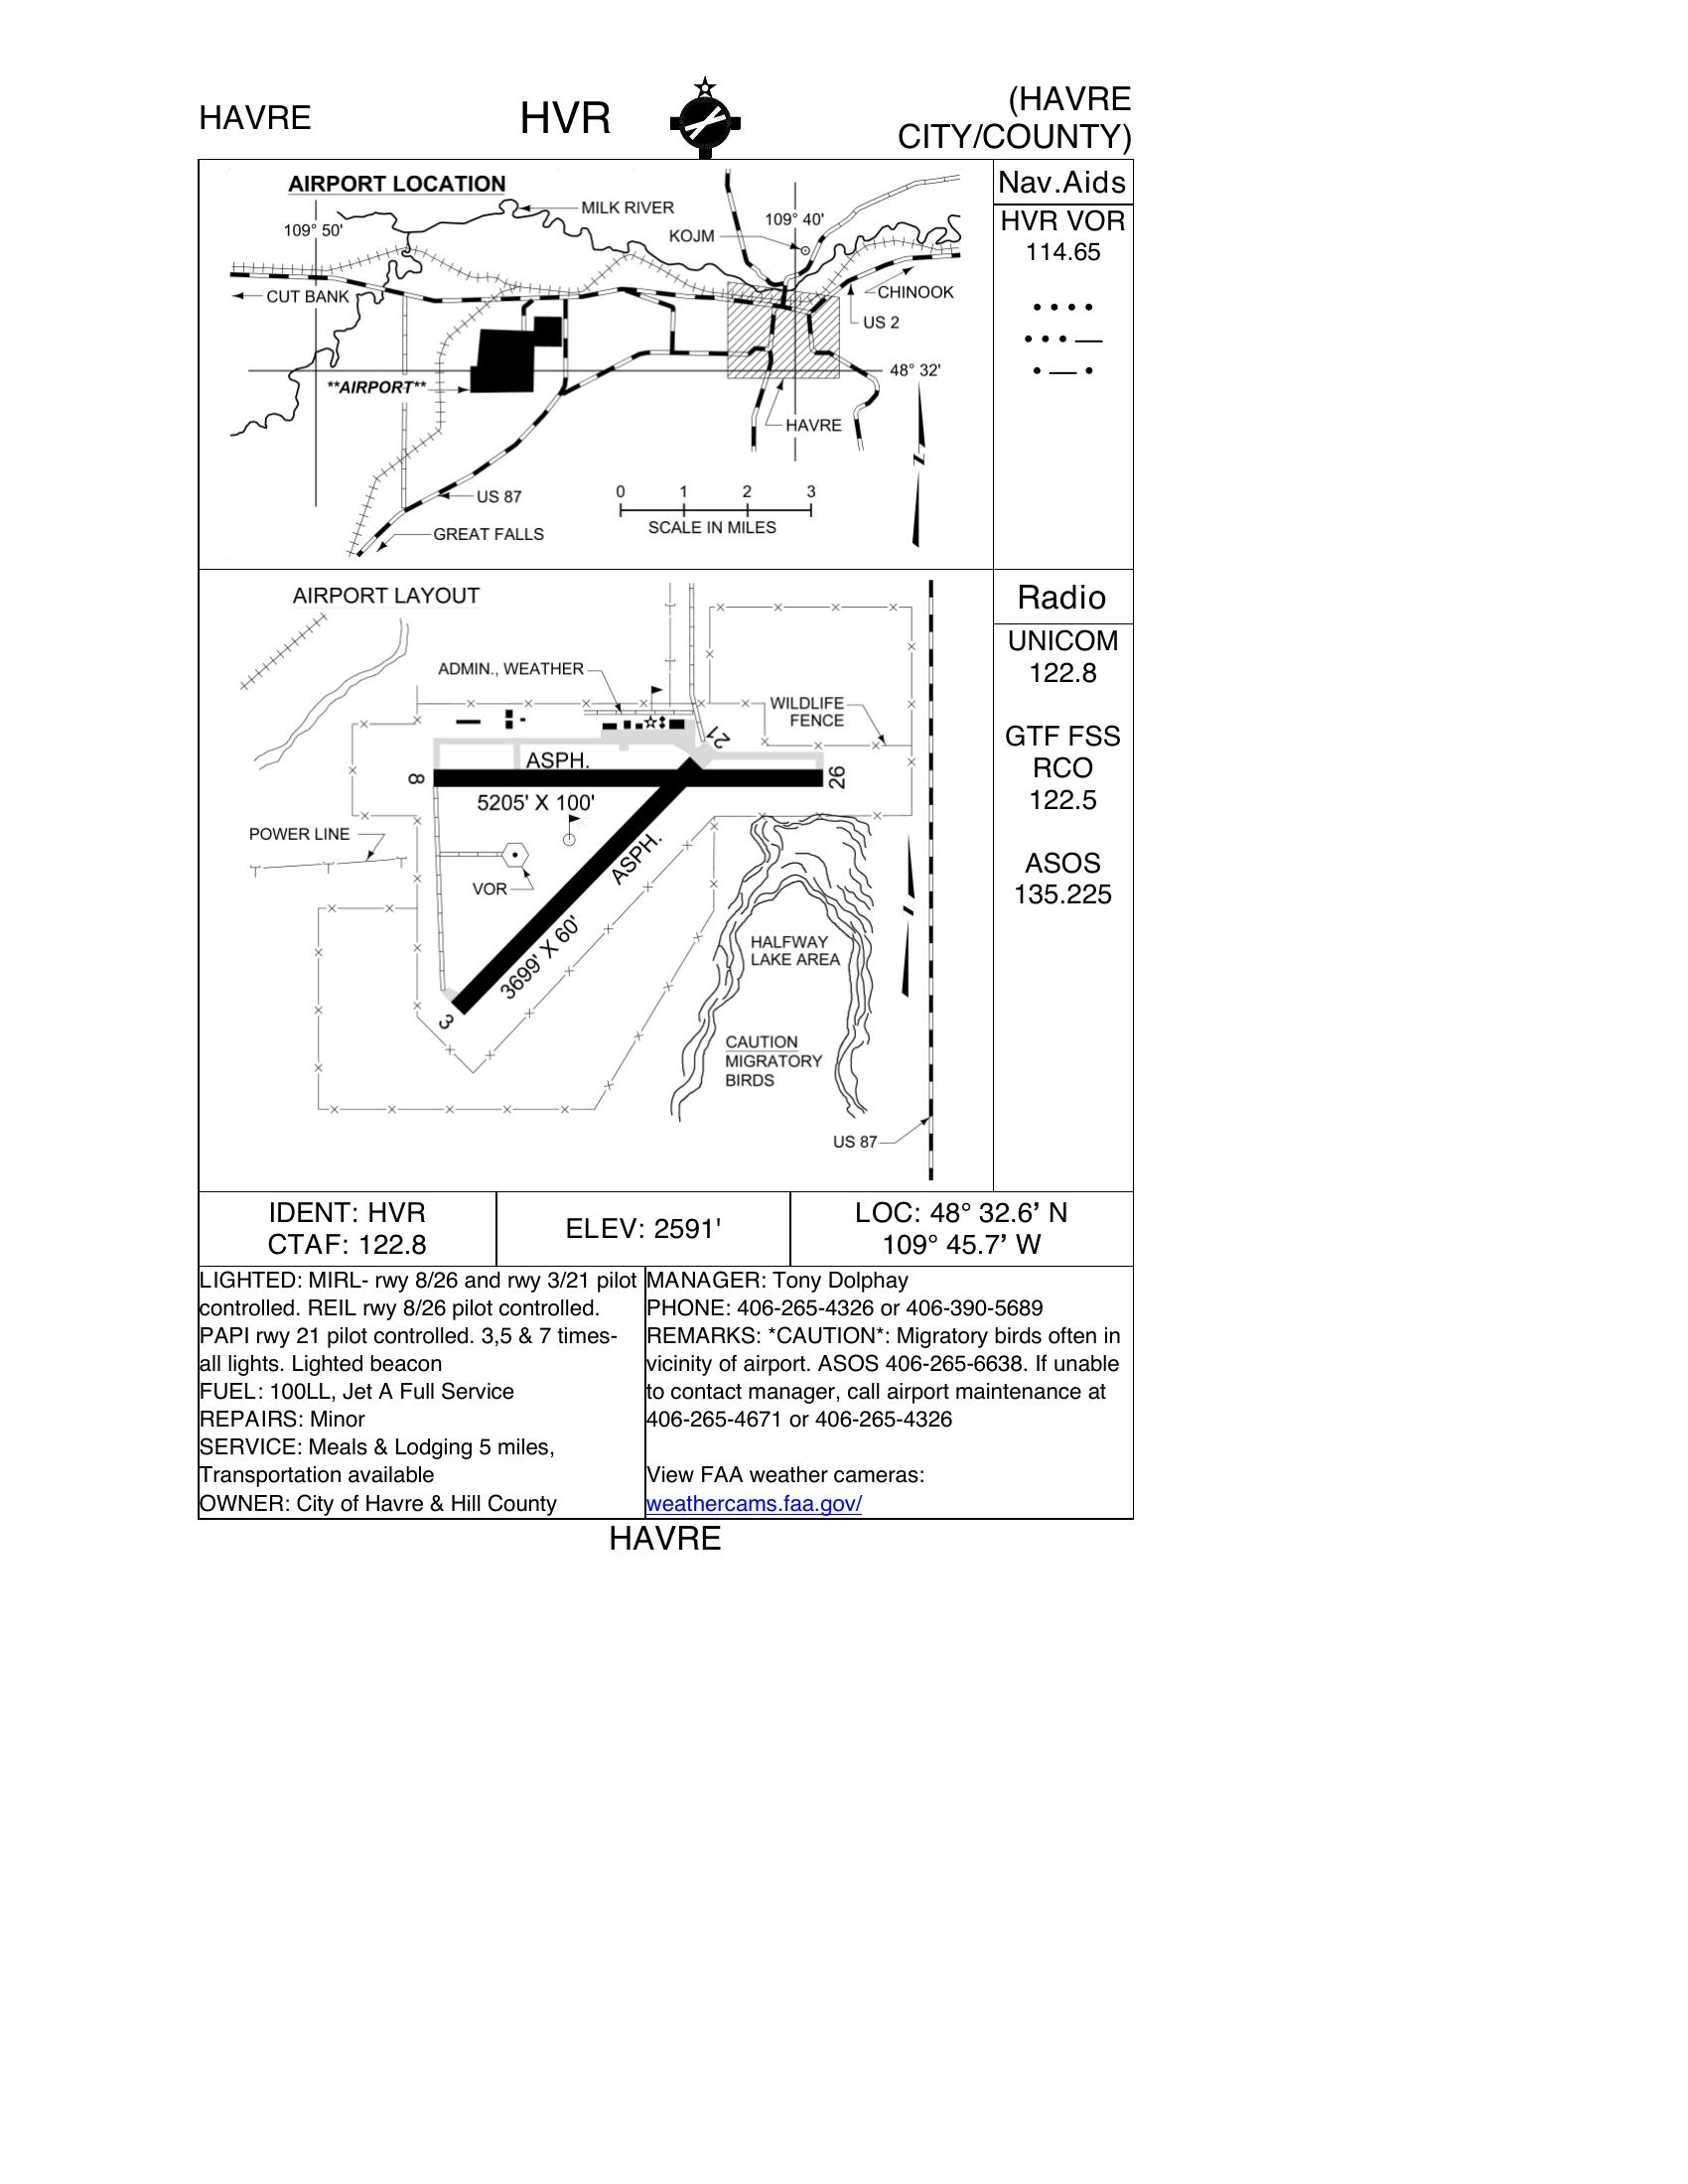 HAVRE
HVR
(HAVRE
CITY/COUNTY)
AIRPORT LOCATION
MILK RIVER
109° 50'
109° 40'
KOJM
CUT BANK
CHINOOK
US 2
48° 32'
**AIRPORT**
HAVRE
N
US 87
0 1 2 3
SCALE IN MILES
GREAT FALLS
Nav.Aids
HVR VOR
114.65
• • • •
• • • —
• — •
AIRPORT LAYOUT
ADMIN., WEATHER
WILDLIFE
FENCE
21
ASPH.
8
26
5205' X 100'
POWER LINE
ASPH.
VOR
3699' X 60'
HALFWAY
LAKE AREA
3
CAUTION
MIGRATORY
BIRDS
US 87
Radio
UNICOM
122.8
GTF FSS
RCO
122.5
ASOS
135.225
IDENT: HVR
CTAF: 122.8
ELEV: 2591'
LOC: 48° 32.6’ N
109° 45.7’ W
LIGHTED: MIRL- rwy 8/26 and rwy 3/21 pilot
controlled. REIL rwy 8/26 pilot controlled.
PAPI rwy 21 pilot controlled. 3,5 & 7 times-
all lights. Lighted beacon
FUEL: 100LL, Jet A Full Service
REPAIRS: Minor
SERVICE: Meals & Lodging 5 miles,
Transportation available
OWNER: City of Havre & Hill County
MANAGER: Tony Dolphay
PHONE: 406-265-4326 or 406-390-5689
REMARKS: *CAUTION*: Migratory birds often in
vicinity of airport. ASOS 406-265-6638. If unable
to contact manager, call airport maintenance at
406-265-4671 or 406-265-4326
View FAA weather cameras:
weathercams.faa.gov/
HAVRE